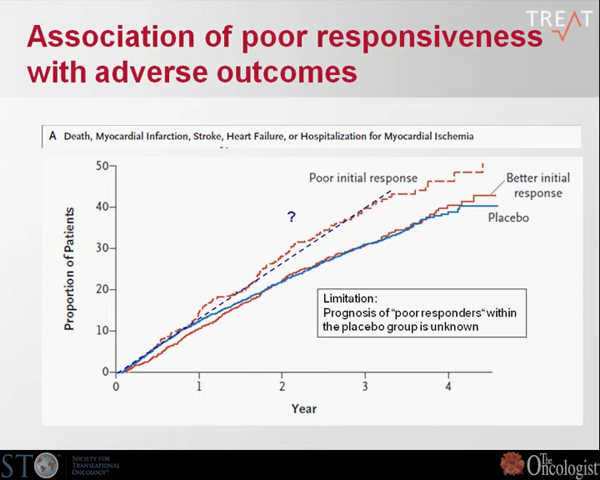 TREAT
Association of poor responsiveness
with adverse outcomes
A Death, Myocardial Infarction, Stroke, Heart Failure, or Hospitalization for Myocardial Ischemia
50
40
30
20
10
0
Proportion of Patients
Poor initial response
Better initial
response
Placebo
?
Limitation:
Prognosis of "poor responders" within
the placebo group is unknown
0 1 2 3 4
Year
STO
SOCIETY FOR
TRANSLATIONAL
ONCOLOGY
The
Oncologist